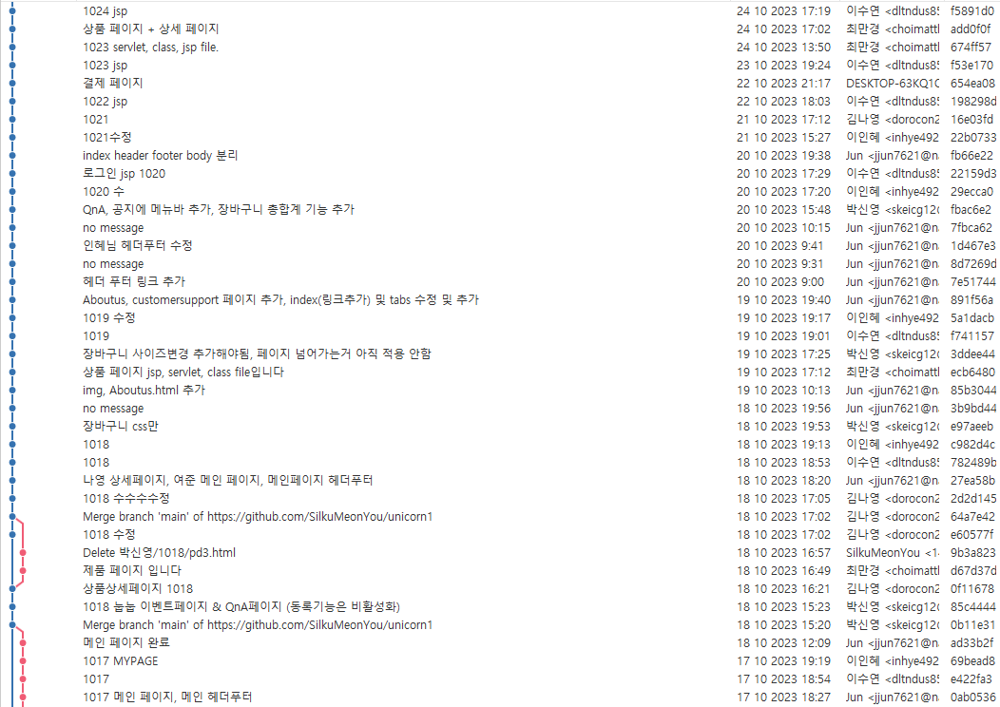 1024 jsp 24 10 2023 17:19 이수연 <dltndus85 f5891d0
상품 페이지 + 상세 페이지 24 10 2023 17:02 최만경 <choimattl add0f0f
1023 servlet, class, jsp file. 24 10 2023 13:50 최만경 <choimattl 674ff57
1023 jsp 23 10 2023 19:24 이수연 <dltndus85 f53e170
결제 페이지 22 10 2023 21:17 DESKTOP-63KQ1C 654ea08
1022 jsp 22 10 2023 18:03 이수연 <dltndus85 198298d
1021 21 10 2023 17:12 김나영 <dorocon2 16e03fd
1021수정 21 10 2023 15:27 이인혜 <inhye492 22b0733
index header footer body 분리 20 10 2023 19:38 Jun <jjun7621@n fb66e22
로그인 jsp 1020 20 10 2023 17:29 이수연 <dltndus85 22159d3
1020 수 20 10 2023 17:20 이인혜 <inhye492 29ecca0
QnA, 공지에 메뉴바 추가, 장바구니 총합계 기능 추가 20 10 2023 15:48 박신영 <skeicg12 fbac6e2
no message 20 10 2023 10:15 Jun <jjun7621@n 7fbca62
인혜님 헤더푸터 수정 20 10 2023 9:41 Jun <jjun7621@n 1d467e3
no message 20 10 2023 9:31 Jun <jjun7621@n 8d7269d
헤더 푸터 링크 추가 20 10 2023 9:00 Jun <jjun7621@n 7e51744
Aboutus, customersupport 페이지 추가, index(링크추가) 및 tabs 수정 및 추가 19 10 2023 19:40 Jun <jjun7621@n 891f56a
1019 수정 19 10 2023 19:17 이인혜 <inhye492 5a1dacb
1019 19 10 2023 19:01 이수연 <dltndus85 f741157
장바구니 사이즈변경 추가해야됨, 페이지 넘어가는거 아직 적용 안함 19 10 2023 17:25 박신영 <skeicg12 3ddee44
상품 페이지 jsp, servlet, class file입니다 19 10 2023 17:12 최만경 <choimattl ecb6480
img, Aboutus.html 추가 19 10 2023 10:13 Jun <jjun7621@n 85b3044
no message 18 10 2023 19:56 Jun <jjun7621@n 3b9bd44
장바구니 css만 18 10 2023 19:53 박신영 <skeicg12 e97aeeb
1018 18 10 2023 19:13 이인혜 <inhye492 c982d4c
1018 18 10 2023 18:53 이수연 <dltndus85 782489b
나영 상세페이지, 여준 메인 페이지, 메인페이지 헤더푸터 18 10 2023 18:20 Jun <jjun7621@n 27ea58b
1018 수수수수정 18 10 2023 17:05 김나영 <dorocon2 2d2d145
Merge branch 'main' of https://github.com/SilkuMeonYou/unicorn1 18 10 2023 17:02 김나영 <dorocon2 64a7e42
1018 수정 18 10 2023 17:02 김나영 <dorocon2 e60577f
Delete 박신영/1018/pd3.html 18 10 2023 16:57 SilkuMeonYou <14 9b3a823
제품 페이지 입니다 18 10 2023 16:49 최만경 <choimattl d67d37d
상품상세페이지 1018 18 10 2023 16:21 김나영 <dorocon2 0f11678
1018 눕눕 이벤트페이지 & QnA페이지 (등록기능은 비활성화) 18 10 2023 15:23 박신영 <skeicg12 85c4444
Merge branch 'main' of https://github.com/SilkuMeonYou/unicorn1 18 10 2023 15:20 박신영 <skeicg12 0b11e31
메인 페이지 완료 18 10 2023 12:09 Jun <jjun7621@n ad33b2f
1017 MYPAGE 17 10 2023 19:19 이인혜 <inhye492 69bead8
1017 17 10 2023 18:54 이수연 <dltndus85 e422fa3
1017 메인 페이지, 메인 헤더푸터 17 10 2023 18:27 Jun <jjun7621@n 0ab0536